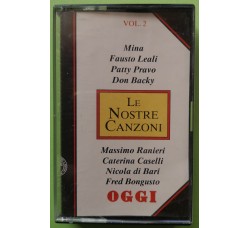 VOL. 2
Mina
Fausto Leali
Patty Pravo
Don Backy
LE
NOSTRE
CANZONI
Massimo Ranieri
Caterina Caselli
Nicola di Bari
Fred Bongusto
OGGI